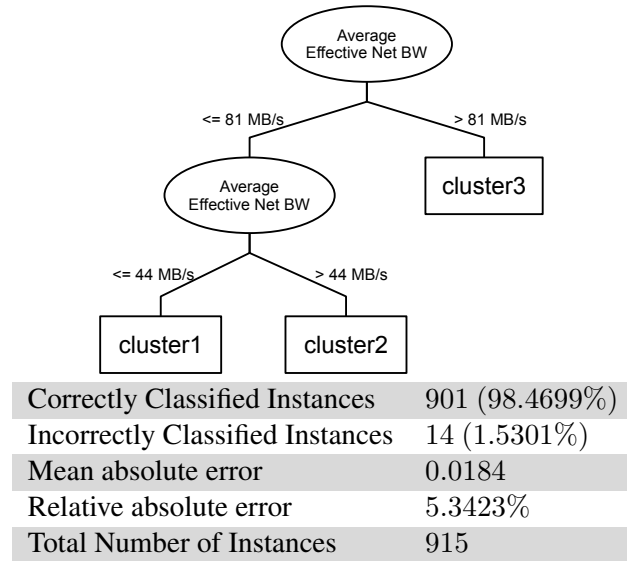 Average
Effective Net BW
<= 81 MB/s
> 81 MB/s
Average
Effective Net BW
cluster3
<= 44 MB/s
> 44 MB/s
cluster1
cluster2
Correctly Classified Instances 901 (98.4699%)
Incorrectly Classified Instances 14 (1.5301%)
Mean absolute error 0.0184
Relative absolute error 5.3423%
Total Number of Instances 915